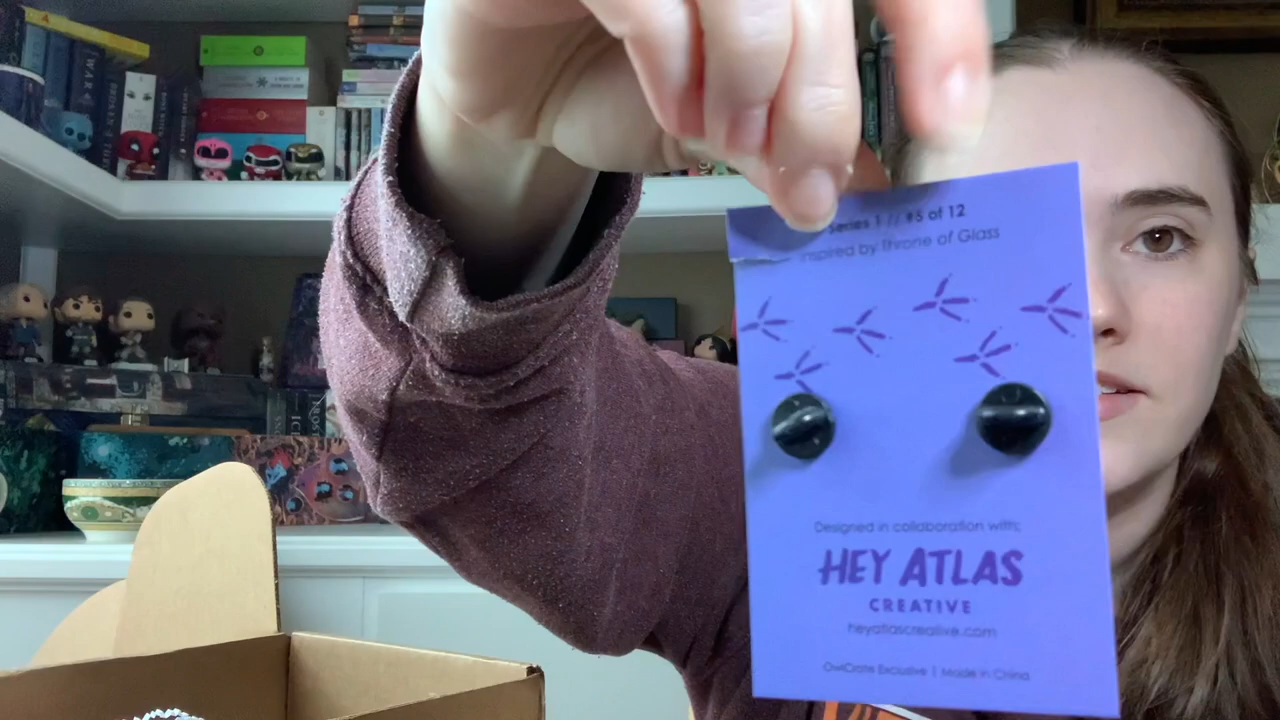 WAR
Series 1 // #5 of 12
Inspired by Throne of Glass
Designed in collaboration with:
HEY ATLAS
CREATIVE
heyatlascreative.com
OwlCrate Exclusive | Made in China